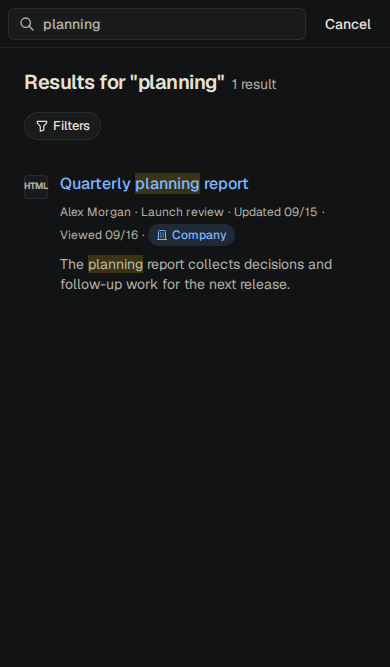 planning
Cancel
Results for "planning" 1 result
Filters
HTML Quarterly planning report
Alex Morgan · Launch review · Updated 09/15 ·
Viewed 09/16 · Company
The planning report collects decisions and
follow-up work for the next release.